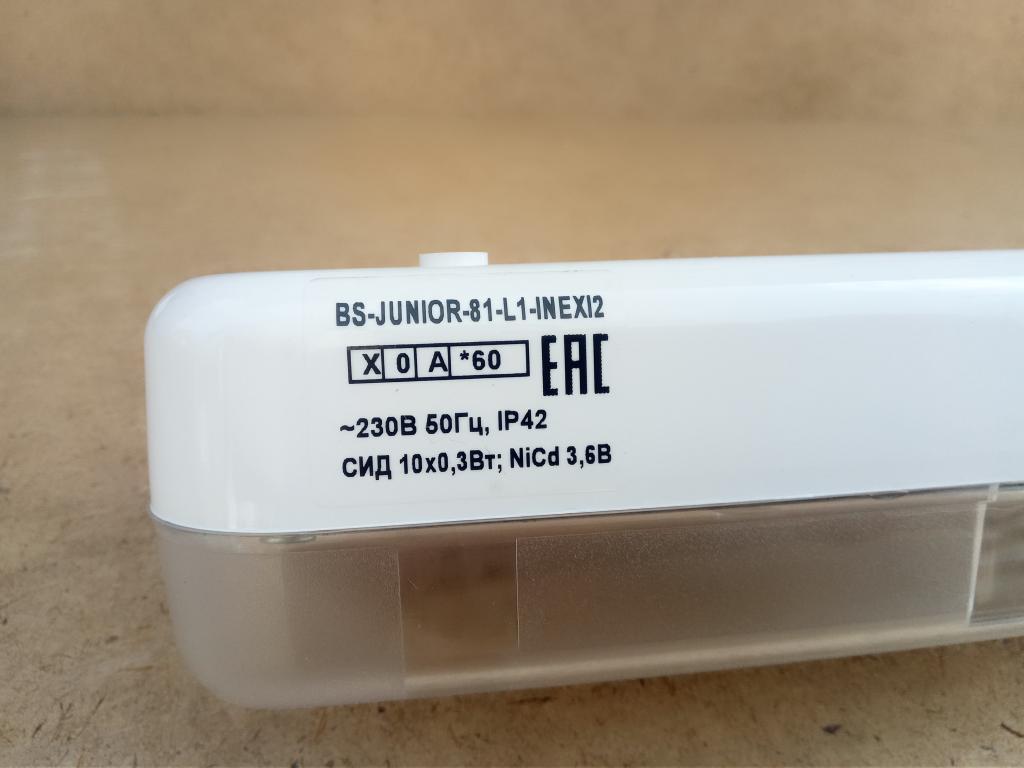 BS-JUNIOR-81-L1-INEXI2
X 0 A *60 EAC
~230В 50Гц, IP42
СИД 10х0,3Вт; NiCd 3,6В